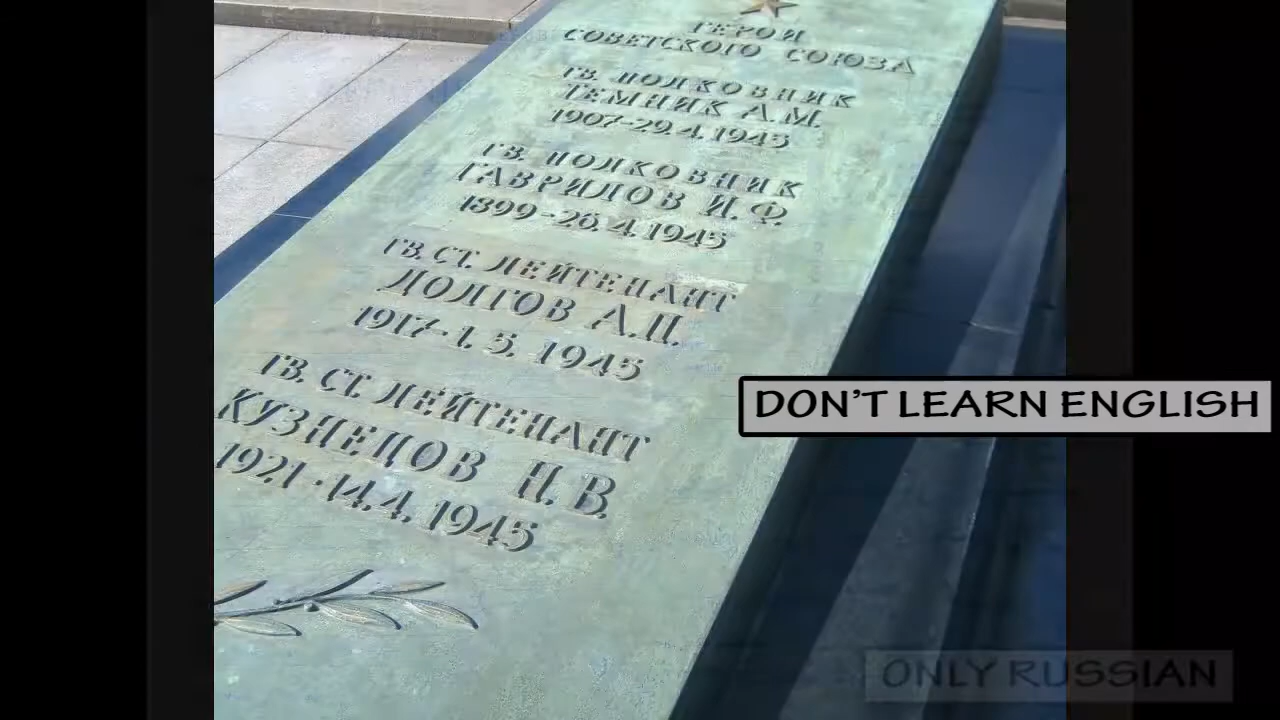 ГЕРОИ
СОВЕТСКОГО СОЮЗА
ГВ. ПОЛКОВНИК
ТЕМНИК А.М.
1907-29.4.1945
ГВ. ПОЛКОВНИК
ГАВРИЛОВ И.Ф.
1899-26.4.1945
ГВ. СТ. ЛЕЙТЕНАНТ
ДОЛГОВ А.П.
1917-1.5.1945
ГВ. СТ. ЛЕЙТЕНАНТ
КУЗНЕЦОВ Н.В.
1921-14.4.1945
DON'T LEARN ENGLISH
ONLY RUSSIAN